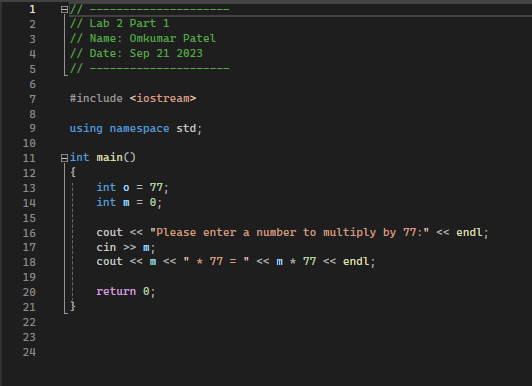 1 // ---------------------
2 // Lab 2 Part 1
3 // Name: Omkumar Patel
4 // Date: Sep 21 2023
5 // ---------------------
6
7 #include <iostream>
8
9 using namespace std;
10
11 int main()
12 {
13 int o = 77;
14 int m = 0;
15
16 cout << "Please enter a number to multiply by 77:" << endl;
17 cin >> m;
18 cout << m << " * 77 = " << m * 77 << endl;
19
20 return 0;
21 }
22
23
24